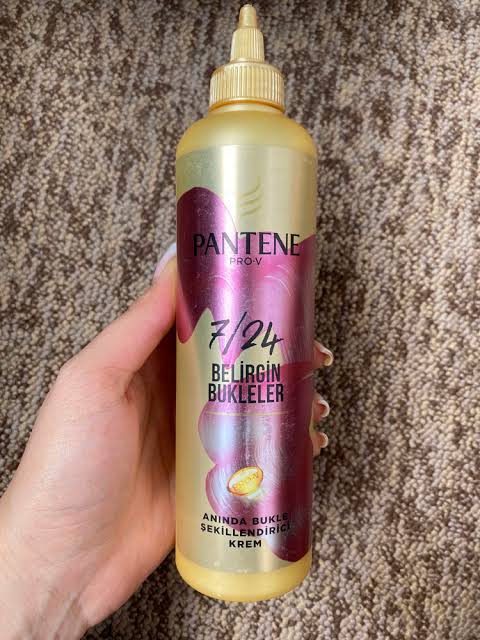 PANTENE
PRO-V
7/24
BELİRGİN
BUKLELER
ANINDA BUKLE
ŞEKİLLENDİRİCİ
KREM